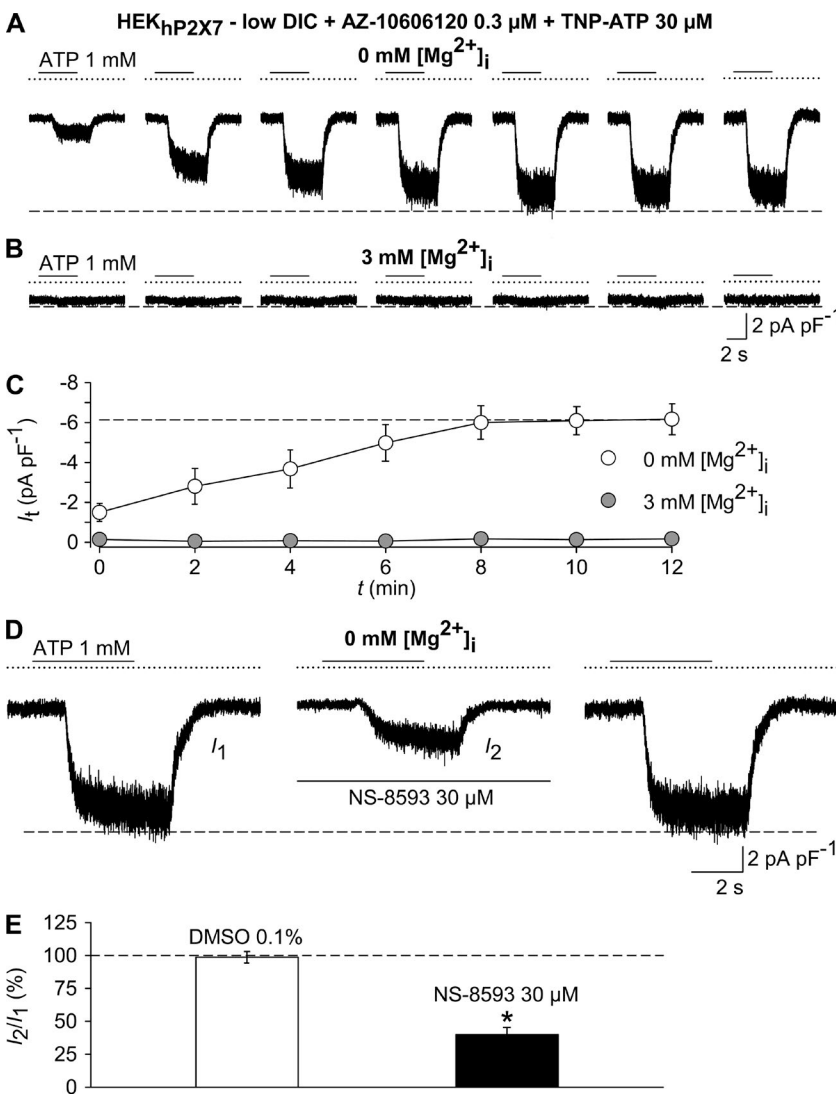 A
HEKhP2X7 - low DIC + AZ-10606120 0.3 µM + TNP-ATP 30 µM
ATP 1 mM
0 mM [Mg2+]i
B
ATP 1 mM
3 mM [Mg2+]i
2 pA pF-1
2 s
C
It (pA pF-1)
-8
-6
-4
-2
0
0 mM [Mg2+]i
3 mM [Mg2+]i
0 2 4 6 8 10 12
t (min)
D
ATP 1 mM
0 mM [Mg2+]i
I1
I2
NS-8593 30 µM
2 pA pF-1
2 s
E
I2/I1 (%)
125
100
75
50
25
0
DMSO 0.1%
NS-8593 30 µM
*